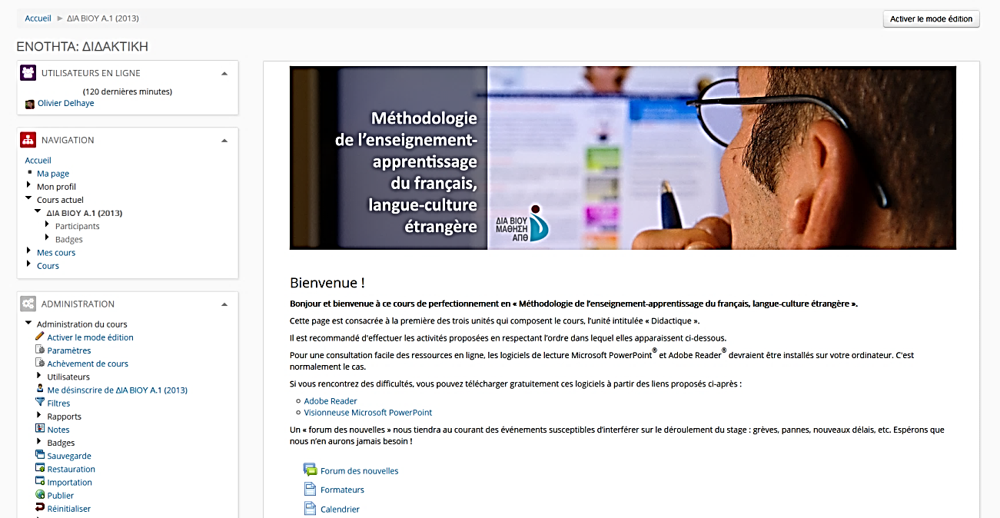 Accueil ► ΔΙΑ ΒΙΟΥ Α.1 (2013)
Activer le mode édition
ΕΝΟΤΗΤΑ: ΔΙΔΑΚΤΙΚΗ
UTILISATEURS EN LIGNE
(120 dernières minutes)
Olivier Delhaye
NAVIGATION
Accueil
Ma page
Mon profil
Cours actuel
ΔΙΑ ΒΙΟΥ Α.1 (2013)
Participants
Badges
Mes cours
Cours
ADMINISTRATION
Administration du cours
Activer le mode édition
Paramètres
Achèvement de cours
Utilisateurs
Me désinscrire de ΔΙΑ ΒΙΟΥ Α.1 (2013)
Filtres
Rapports
Notes
Badges
Sauvegarde
Restauration
Importation
Publier
Réinitialiser
Méthodologie
de l’enseignement-
apprentissage
du français,
langue-culture
étrangère
ΔΙΑ ΒΙΟΥ
ΜΑΘΗΣΗ
ΑΠΘ
Bienvenue !
Bonjour et bienvenue à ce cours de perfectionnement en « Méthodologie de l’enseignement-apprentissage du français, langue-culture étrangère ».
Cette page est consacrée à la première des trois unités qui composent le cours, l’unité intitulée « Didactique ».
Il est recommandé d'effectuer les activités proposées en respectant l’ordre dans lequel elles apparaissent ci-dessous.
Pour une consultation facile des ressources en ligne, les logiciels de lecture Microsoft PowerPoint® et Adobe Reader® devraient être installés sur votre ordinateur. C'est
normalement le cas.
Si vous rencontrez des difficultés, vous pouvez télécharger gratuitement ces logiciels à partir des liens proposés ci-après :
Adobe Reader
Visionneuse Microsoft PowerPoint
Un « forum des nouvelles » nous tiendra au courant des événements susceptibles d’interférer sur le déroulement du stage : grèves, pannes, nouveaux délais, etc. Espérons que
nous n’en aurons jamais besoin !
Forum des nouvelles
Formateurs
Calendrier